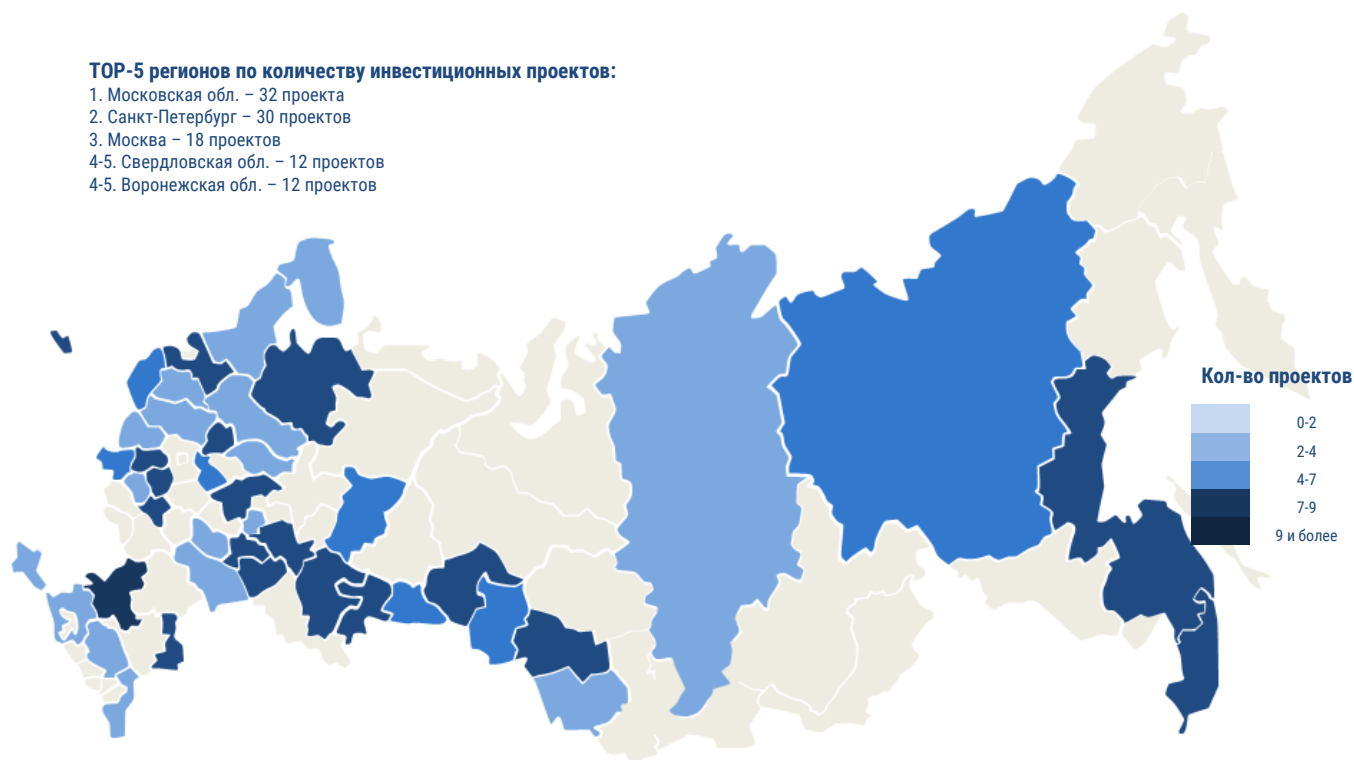 TOP-5 регионов по количеству инвестиционных проектов:
1. Московская обл. – 32 проекта
2. Санкт-Петербург – 30 проектов
3. Москва – 18 проектов
4-5. Свердловская обл. – 12 проектов
4-5. Воронежская обл. – 12 проектов
Кол-во проектов
0-2
2-4
4-7
7-9
9 и более